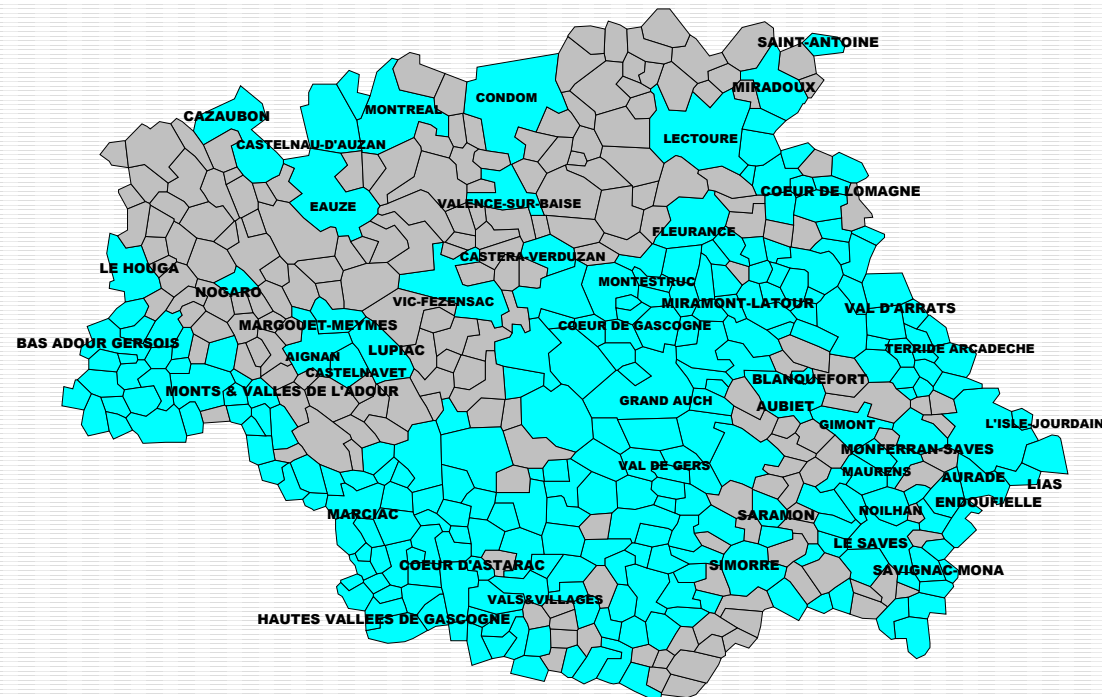 SAINT-ANTOINE
MIRADOUX
CONDOM
MONTREAL
CAZAUBON
LECTOURE
CASTELNAU-D'AUZAN
COEUR DE LOMAGNE
VALENCE-SUR-BAISE
EAUZE
FLEURANCE
CASTERA-VERDUZAN
LE HOUGA
MONTESTRUC
NOGARO
VIC-FEZENSAC
MIRAMONT-LATOUR
VAL D'ARRATS
MARGOUET-MEYMES
COEUR DE GASCOGNE
BAS ADOUR GERSOIS
LUPIAC
TERRIDE ARCADECHE
AIGNAN
CASTELNAVET
BLANQUEFORT
MONTS & VALLES DE L'ADOUR
GRAND AUCH
AUBIET
GIMONT
L'ISLE-JOURDAIN
MONFERRAN-SAVES
VAL DE GERS
MAURENS
AURADE
LIAS
ENDOUFIELLE
NOILHAN
MARCIAC
SARAMON
LE SAVES
COEUR D'ASTARAC
SIMORRE
SAVIGNAC-MONA
VALS&VILLAGES
HAUTES VALLEES DE GASCOGNE